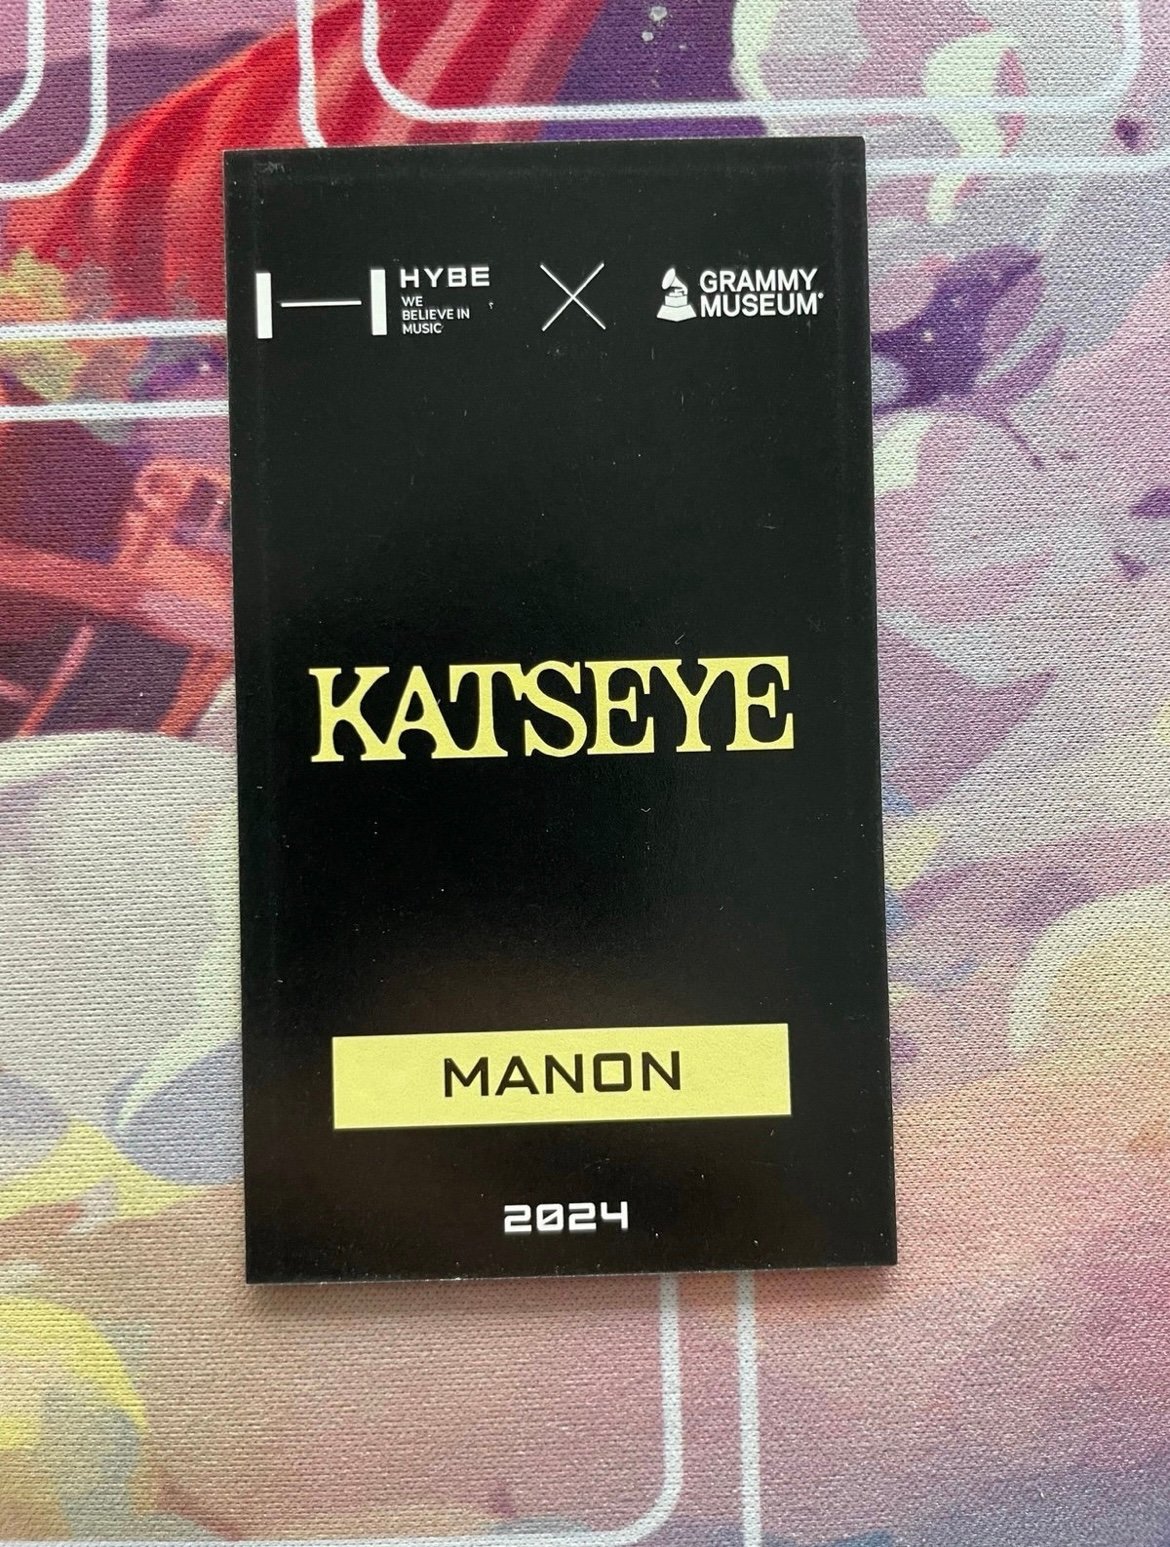 HYBE
WE
BELIEVE IN
MUSIC
X
GRAMMY
MUSEUM®
KATSEYE
MANON
2024